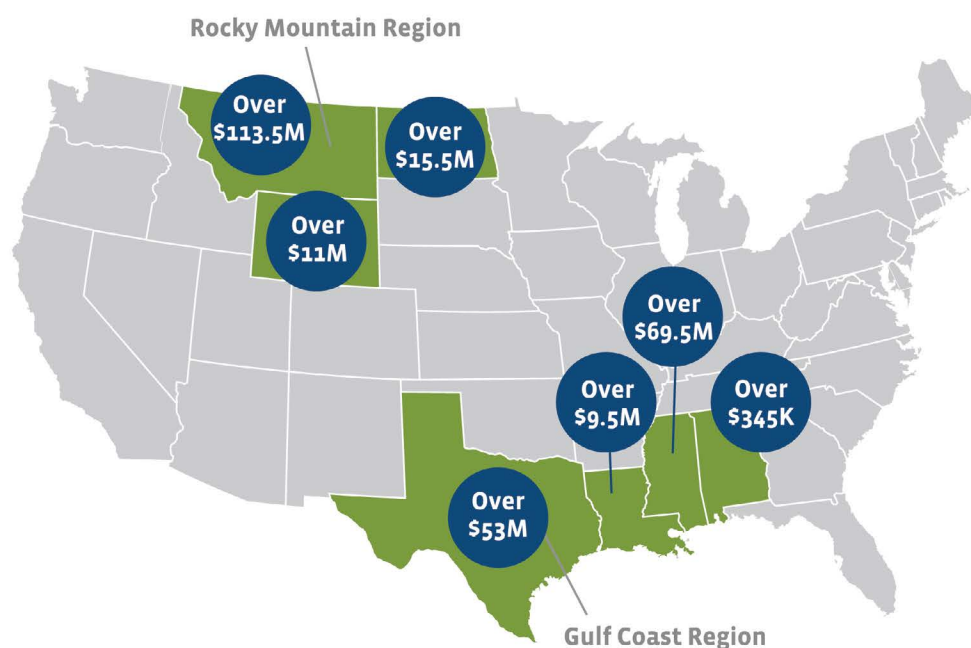 Rocky Mountain Region
Over
$113.5M
Over
$15.5M
Over
$11M
Over
$69.5M
Over
$9.5M
Over
$345K
Over
$53M
Gulf Coast Region